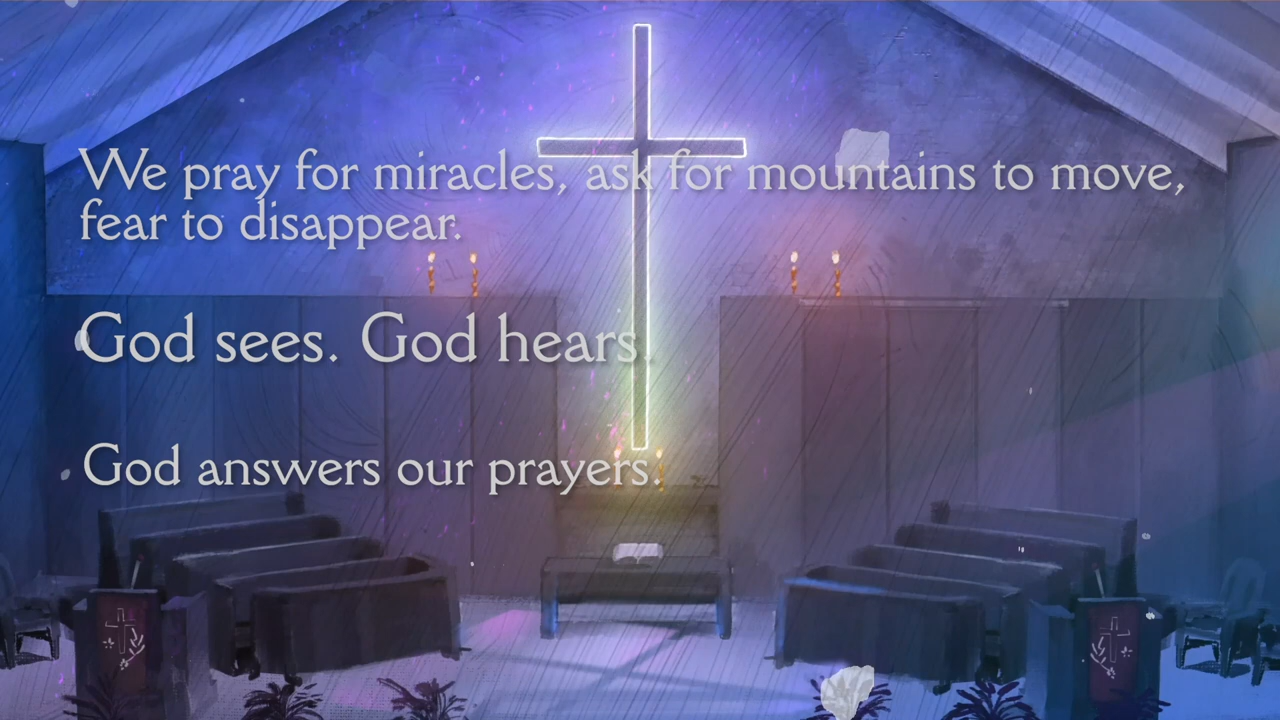 We pray for miracles, ask for mountains to move,
fear to disappear.
God sees. God hears.
God answers our prayers.